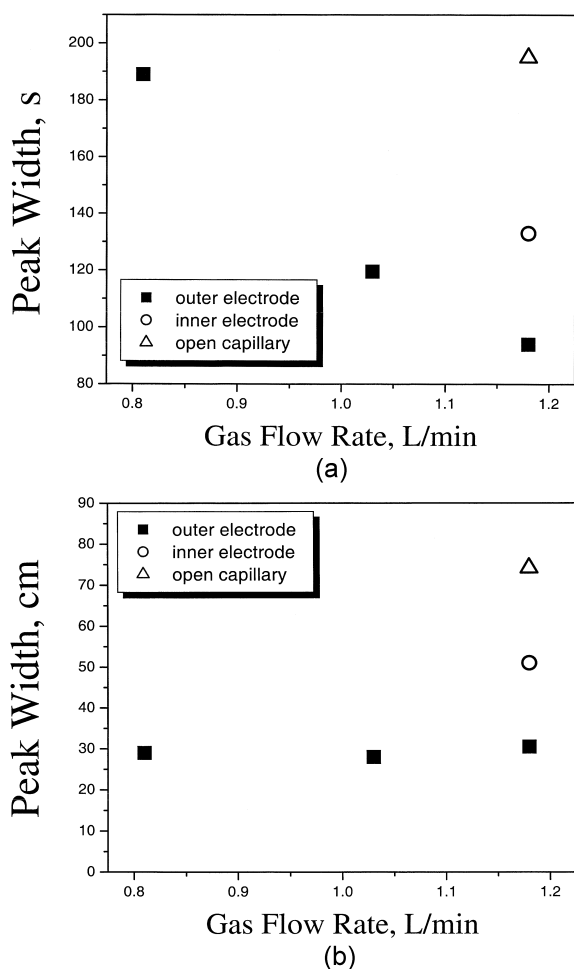 200
180
160
140
120
100
80
Peak Width, s
outer electrode
inner electrode
open capillary
0.8 0.9 1.0 1.1 1.2
Gas Flow Rate, L/min
(a)
90
80
70
60
50
40
30
20
10
0
Peak Width, cm
outer electrode
inner electrode
open capillary
0.8 0.9 1.0 1.1 1.2
Gas Flow Rate, L/min
(b)